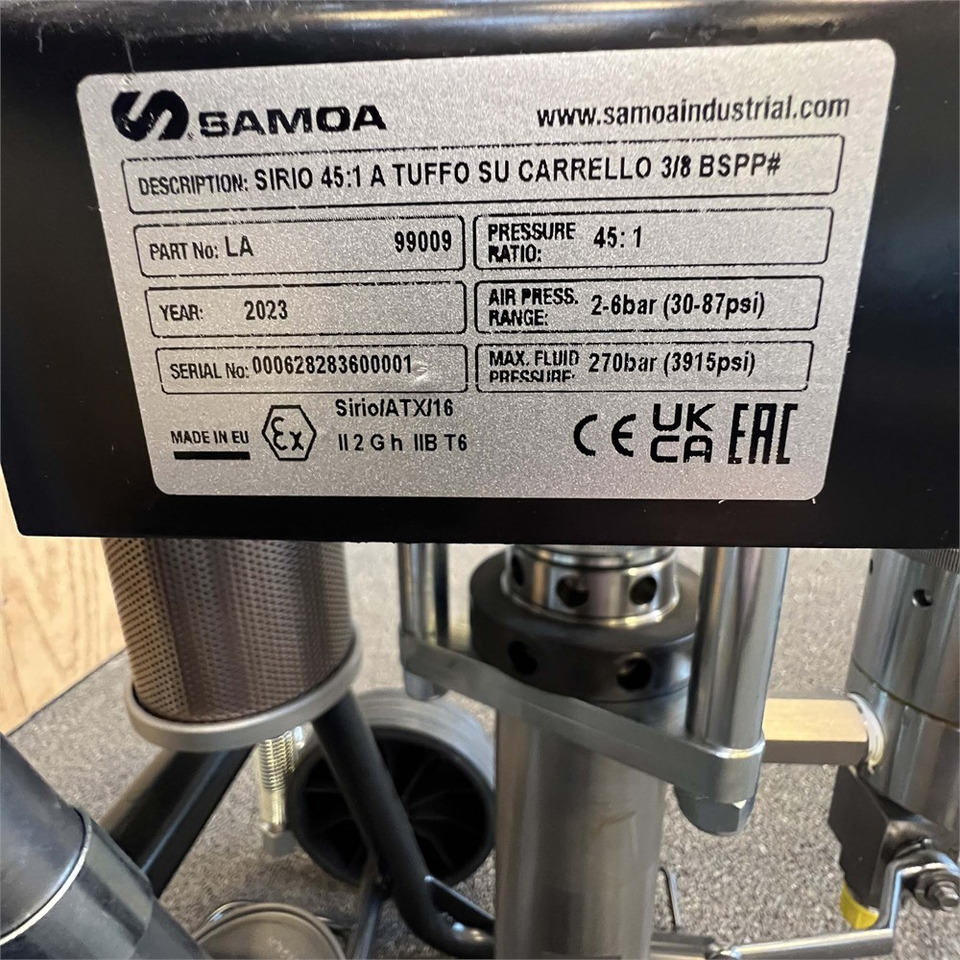 SAMOA
www.samoaindustrial.com
DESCRIPTION: SIRIO 45:1 A TUFFO SU CARRELLO 3/8 BSPP#
PART No: LA 99009
PRESSURE RATIO: 45:1
YEAR: 2023
AIR PRESS. RANGE: 2-6bar (30-87psi)
SERIAL No: 000628283600001
MAX. FLUID PRESSURE: 270bar (3915psi)
MADE IN EU
Ex
Sirio/ATX/16
II 2 G h IIB T6
CE
UK
CA
EAC